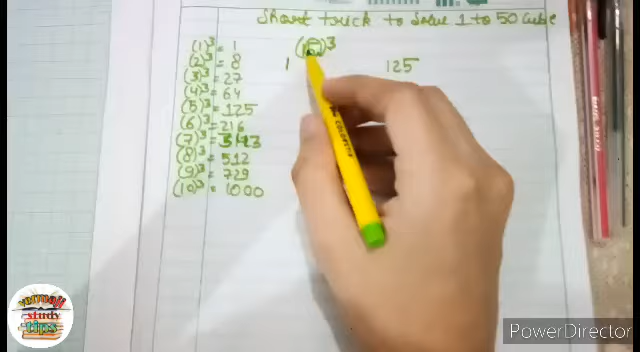 Short trick to solve 1 to 50 cube
(1)³ = 1
(2)³ = 8
(3)³ = 27
(4)³ = 64
(5)³ = 125
(6)³ = 216
(7)³ = 343
(8)³ = 512
(9)³ = 729
(10)³ = 1000
(15)³
1 125
study
tips
PowerDirector